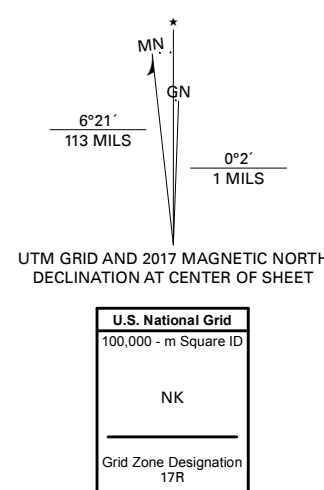 ★
MN
GN
6°21´
113 MILS
0°2´
1 MILS
UTM GRID AND 2017 MAGNETIC NORTH
DECLINATION AT CENTER OF SHEET
U.S. National Grid
100,000 - m Square ID
NK
Grid Zone Designation
17R